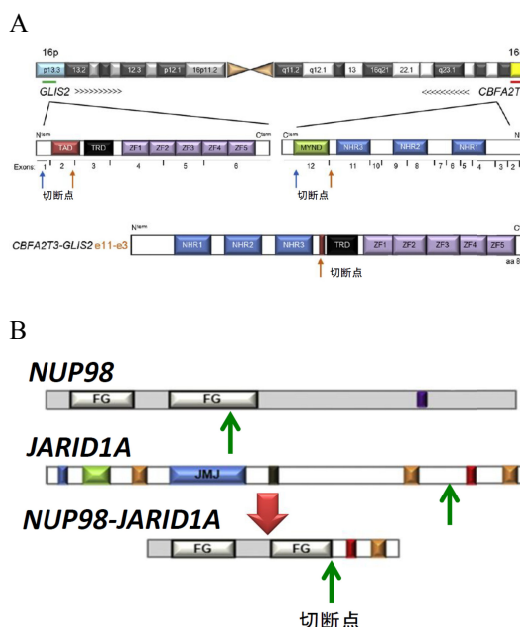 A
16p
16
p13.3 13.2 12.3 p12.1 16p11.2 q11.2 q12.1 13 16q21 22.1 q23.1
GLIS2 >>>>>>>>>> <<<<<<<<<< CBFA2T
Nterm Cterm Cterm
TAD TRD ZF1 ZF2 ZF3 ZF4 ZF5 MYND NHR3 NHR2 NHR
Exons: 1 2 3 4 5 6 12 11 10 9 8 7 6 5 4 3 2
切断点 切断点
Nterm C
CBFA2T3-GLIS2 e11-e3 NHR2 NHR3 TRD ZF1 ZF2 ZF3 ZF4 ZF5
aa 8
切断点
B
NUP98
FG FG
JARID1A
JMJ
NUP98-JARID1A
FG FG
切断点